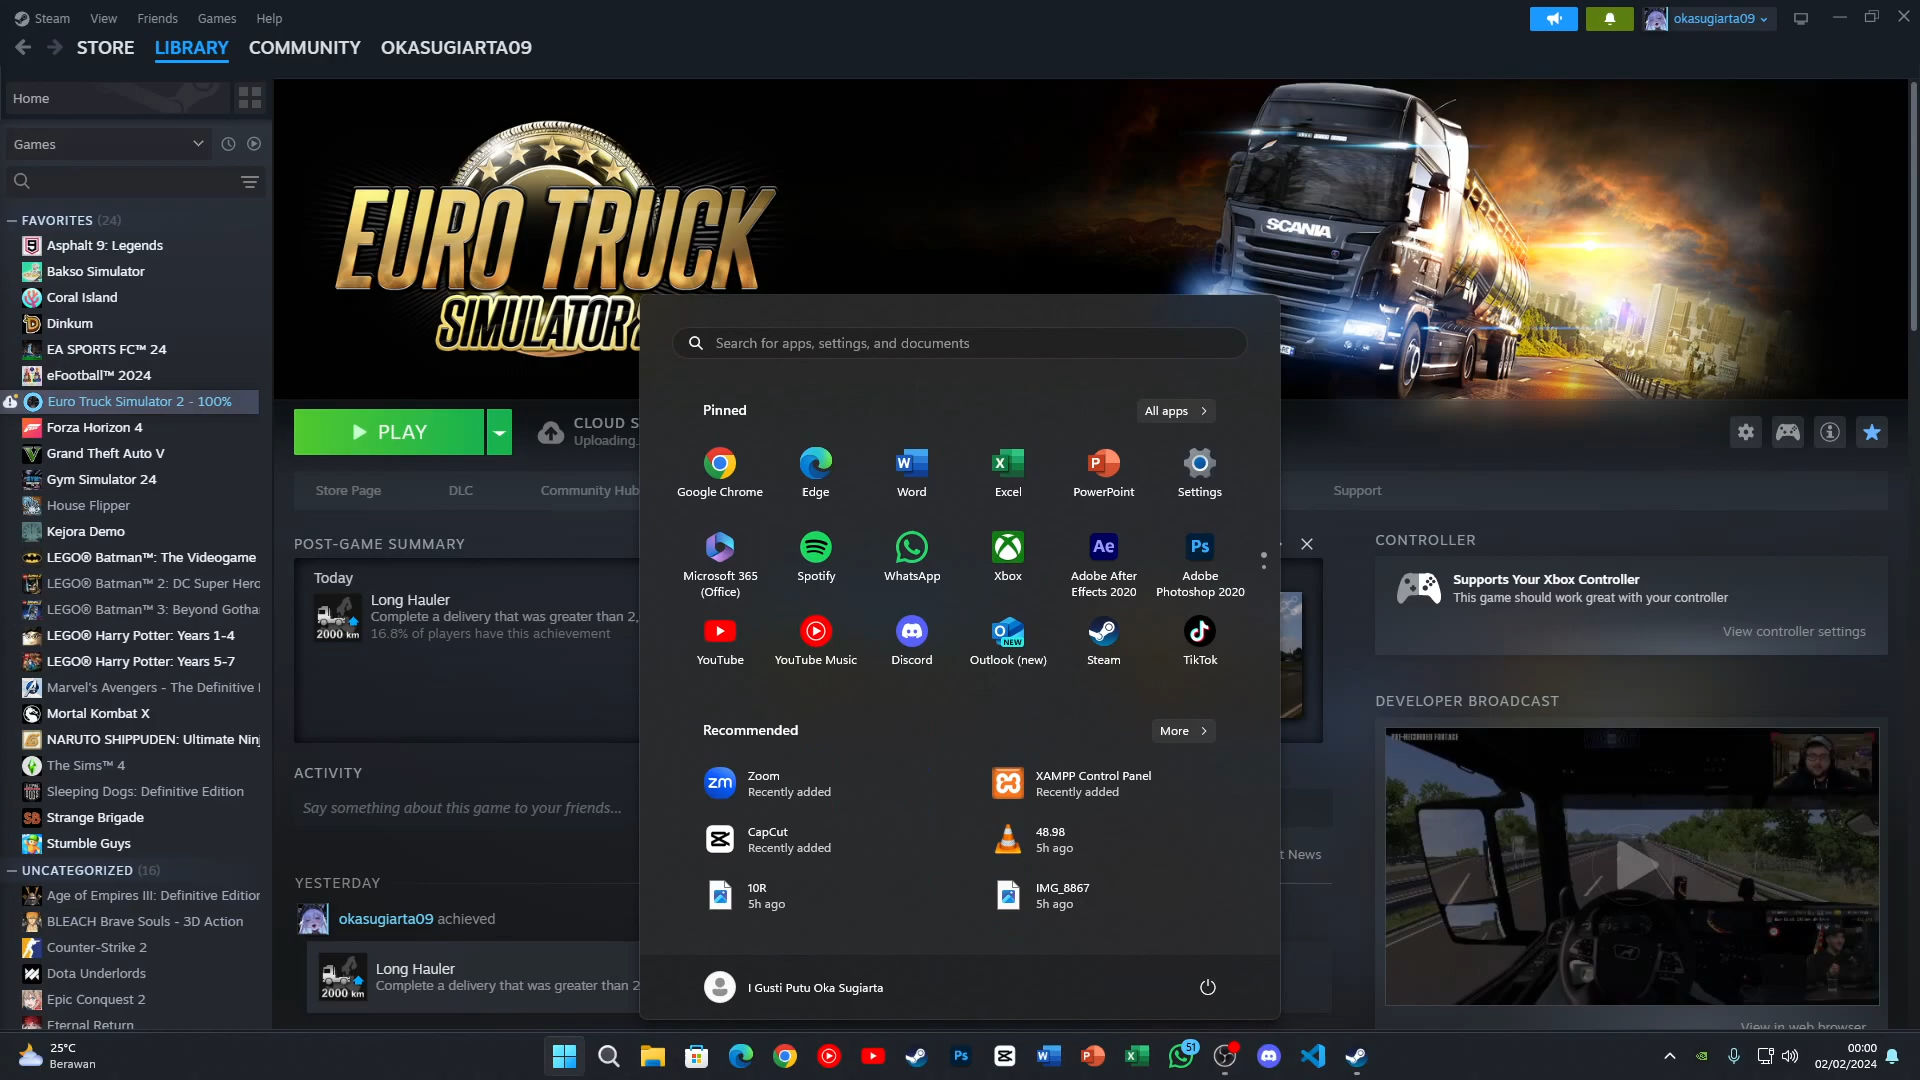 Steam View Friends Games Help
okasugiarta09
STORE LIBRARY COMMUNITY OKASUGIARTA09
Home
Games
FAVORITES (24)
Asphalt 9: Legends
Bakso Simulator
Coral Island
Dinkum
EA SPORTS FC™ 24
eFootball™ 2024
Euro Truck Simulator 2 - 100%
Forza Horizon 4
Grand Theft Auto V
Gym Simulator 24
House Flipper
Kejora Demo
LEGO® Batman™: The Videogame
LEGO® Batman™ 2: DC Super Hero
LEGO® Batman™ 3: Beyond Gotha
LEGO® Harry Potter: Years 1-4
LEGO® Harry Potter: Years 5-7
Marvel's Avengers - The Definitive
Mortal Kombat X
NARUTO SHIPPUDEN: Ultimate Nin
The Sims™ 4
Sleeping Dogs: Definitive Edition
Strange Brigade
Stumble Guys
UNCATEGORIZED (16)
Age of Empires III: Definitive Edition
BLEACH Brave Souls - 3D Action
Counter-Strike 2
Dota Underlords
Epic Conquest 2
Eternal Return
EURO TRUCK
SIMULATOR
SCANIA
PLAY
CLOUD S
Uploading..
Store Page DLC Community Hub Support
POST-GAME SUMMARY
Today
Long Hauler
Complete a delivery that was greater than 2,
16.8% of players have this achievement
2000 km
ACTIVITY
Say something about this game to your friends...
t News
YESTERDAY
okasugiarta09 achieved
Long Hauler
Complete a delivery that was greater than 2
2000 km
CONTROLLER
Supports Your Xbox Controller
This game should work great with your controller
View controller settings
DEVELOPER BROADCAST
PRE-RECORDED FOOTAGE
View in web browser
Search for apps, settings, and documents
Pinned
All apps
Google Chrome Edge Word Excel PowerPoint Settings
Microsoft 365 (Office) Spotify WhatsApp Xbox Adobe After Effects 2020 Adobe Photoshop 2020
YouTube YouTube Music Discord Outlook (new) Steam TikTok
Recommended
More
Zoom
Recently added
XAMPP Control Panel
Recently added
CapCut
Recently added
48.98
5h ago
10R
5h ago
IMG_8867
5h ago
I Gusti Putu Oka Sugiarta
25°C
Berawan
51
00:00
02/02/2024